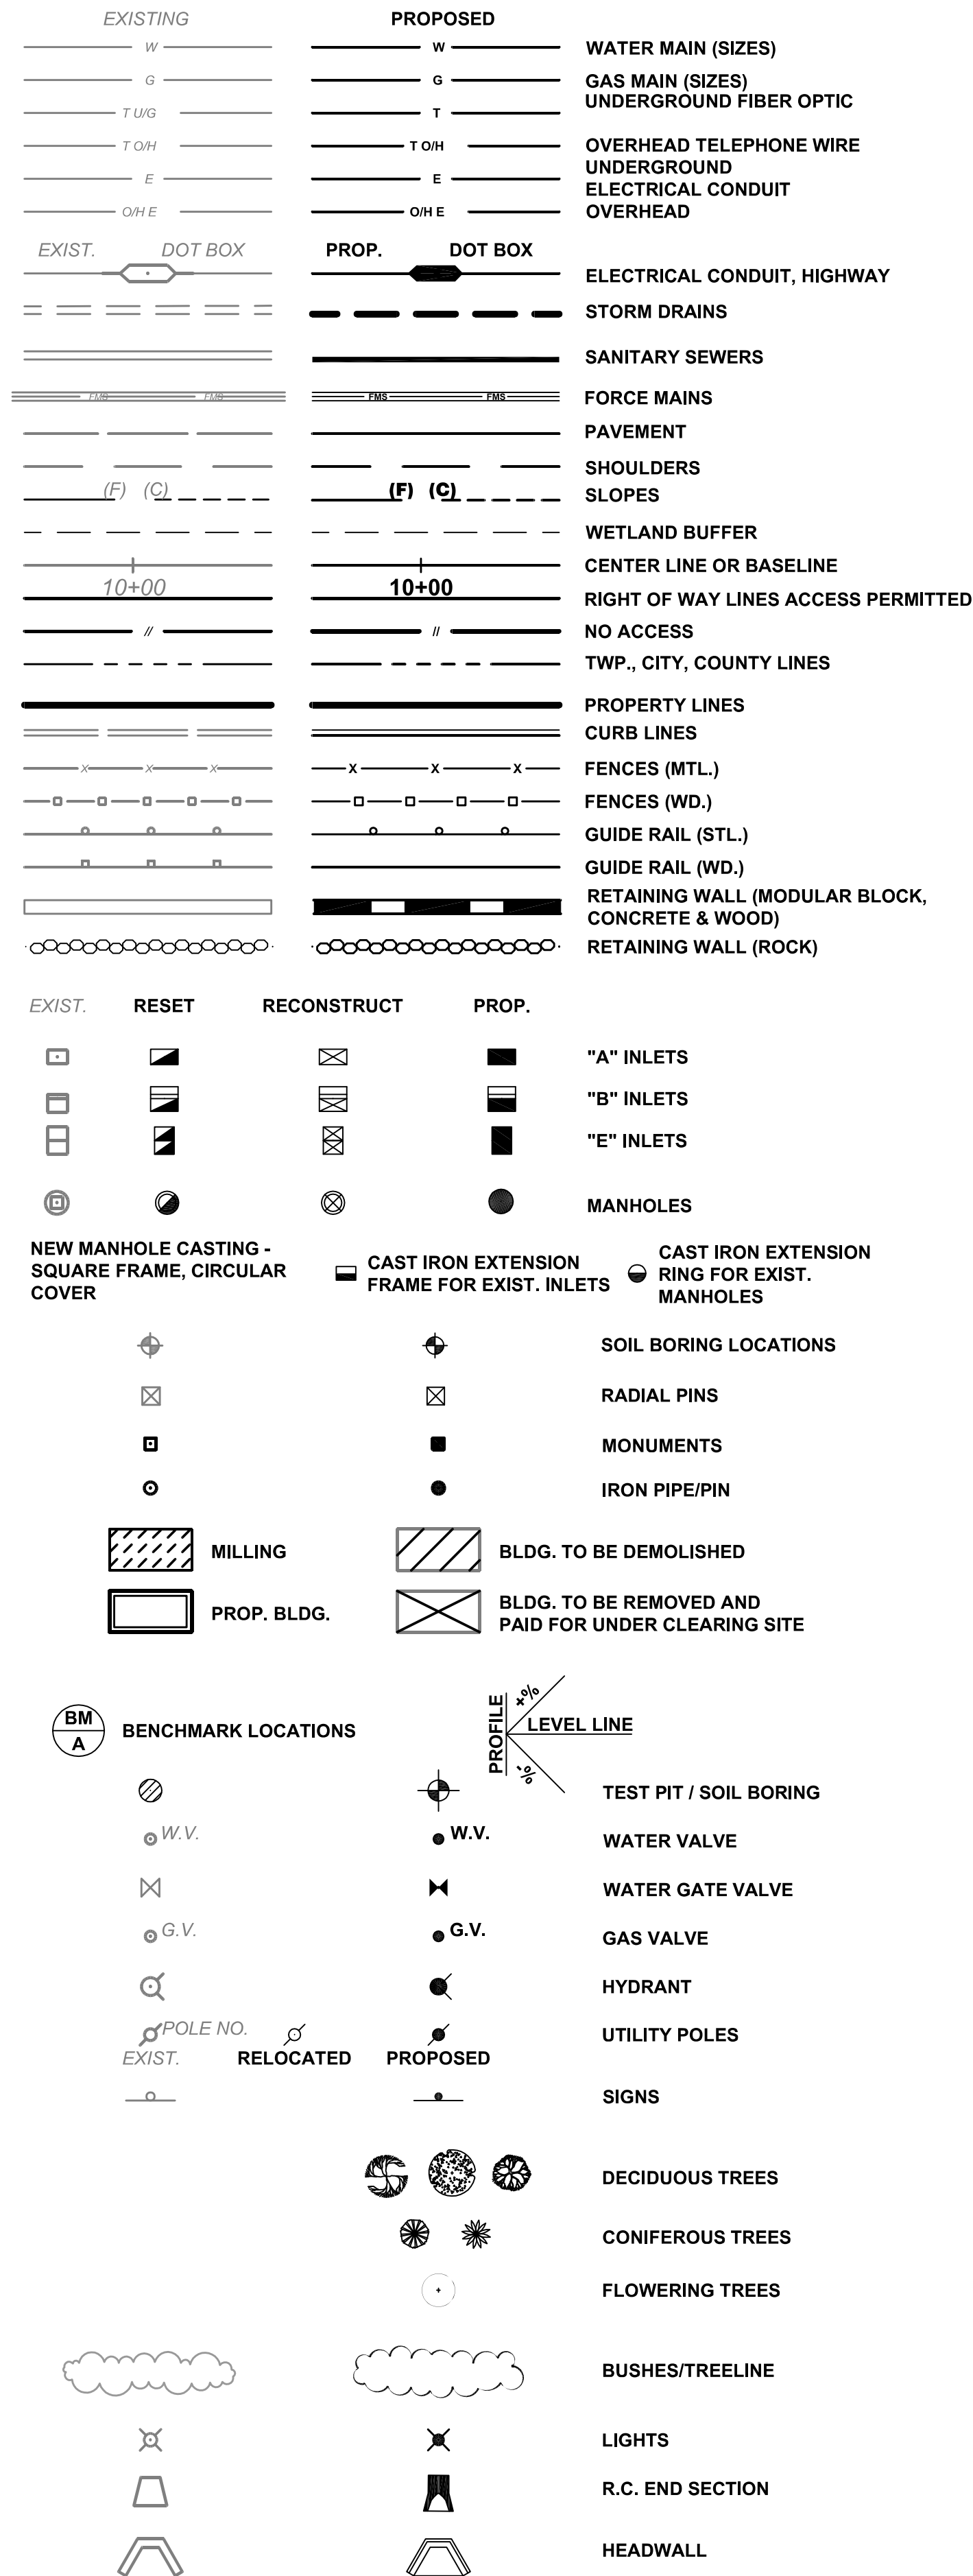 EXISTING PROPOSED
W W WATER MAIN (SIZES)
G G GAS MAIN (SIZES)
UNDERGROUND FIBER OPTIC
T U/G T
T O/H T O/H OVERHEAD TELEPHONE WIRE
UNDERGROUND
E E ELECTRICAL CONDUIT
O/H E O/H E OVERHEAD
EXIST. DOT BOX PROP. DOT BOX
ELECTRICAL CONDUIT, HIGHWAY
STORM DRAINS
SANITARY SEWERS
FMS FMS FMS FMS FORCE MAINS
PAVEMENT
SHOULDERS
(F) (C) (F) (C) SLOPES
WETLAND BUFFER
CENTER LINE OR BASELINE
10+00 10+00
RIGHT OF WAY LINES ACCESS PERMITTED
// // NO ACCESS
TWP., CITY, COUNTY LINES
PROPERTY LINES
CURB LINES
X X X X X X FENCES (MTL.)
FENCES (WD.)
GUIDE RAIL (STL.)
GUIDE RAIL (WD.)
RETAINING WALL (MODULAR BLOCK,
CONCRETE & WOOD)
RETAINING WALL (ROCK)
EXIST. RESET RECONSTRUCT PROP.
"A" INLETS
"B" INLETS
"E" INLETS
MANHOLES
NEW MANHOLE CASTING -
SQUARE FRAME, CIRCULAR
COVER
CAST IRON EXTENSION
FRAME FOR EXIST. INLETS
CAST IRON EXTENSION
RING FOR EXIST.
MANHOLES
SOIL BORING LOCATIONS
RADIAL PINS
MONUMENTS
IRON PIPE/PIN
MILLING BLDG. TO BE DEMOLISHED
PROP. BLDG.
BLDG. TO BE REMOVED AND
PAID FOR UNDER CLEARING SITE
BM
A
BENCHMARK LOCATIONS
PROFILE
+%
LEVEL LINE
-%
TEST PIT / SOIL BORING
W.V. W.V. WATER VALVE
WATER GATE VALVE
G.V. G.V. GAS VALVE
HYDRANT
POLE NO. UTILITY POLES
EXIST. RELOCATED PROPOSED
SIGNS
DECIDUOUS TREES
CONIFEROUS TREES
FLOWERING TREES
BUSHES/TREELINE
LIGHTS
R.C. END SECTION
HEADWALL